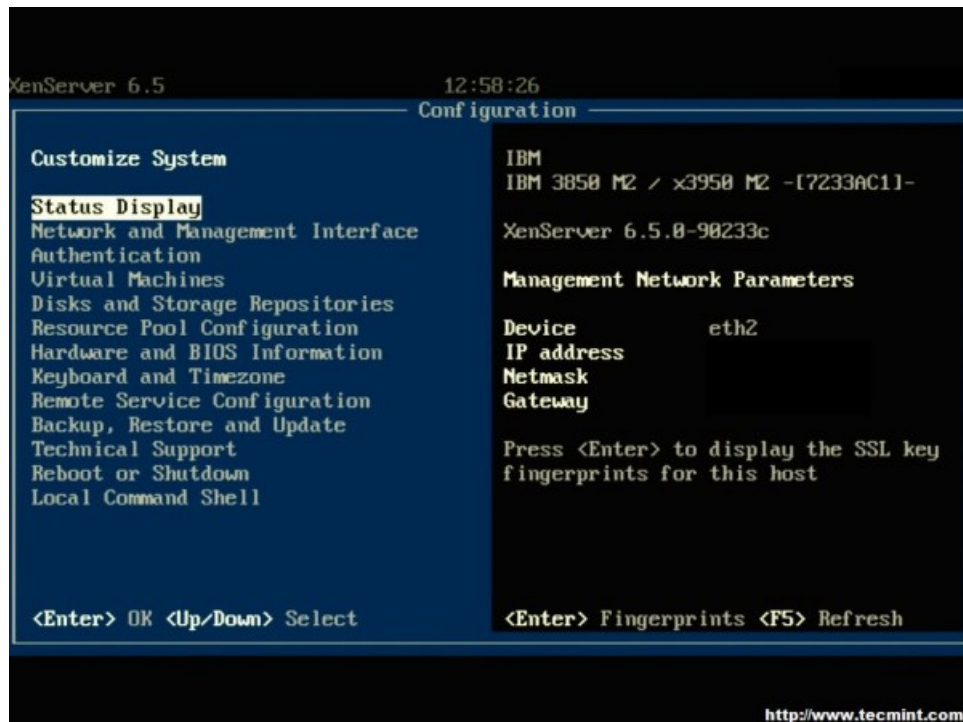 XenServer 6.5 12:58:26
Configuration
Customize System
Status Display
Network and Management Interface
Authentication
Virtual Machines
Disks and Storage Repositories
Resource Pool Configuration
Hardware and BIOS Information
Keyboard and Timezone
Remote Service Configuration
Backup, Restore and Update
Technical Support
Reboot or Shutdown
Local Command Shell
<Enter> OK <Up/Down> Select
IBM
IBM 3850 M2 / x3950 M2 -[7233AC1]-
XenServer 6.5.0-90233c
Management Network Parameters
Device eth2
IP address
Netmask
Gateway
Press <Enter> to display the SSL key
fingerprints for this host
<Enter> Fingerprints <F5> Refresh
http://www.tecmint.com